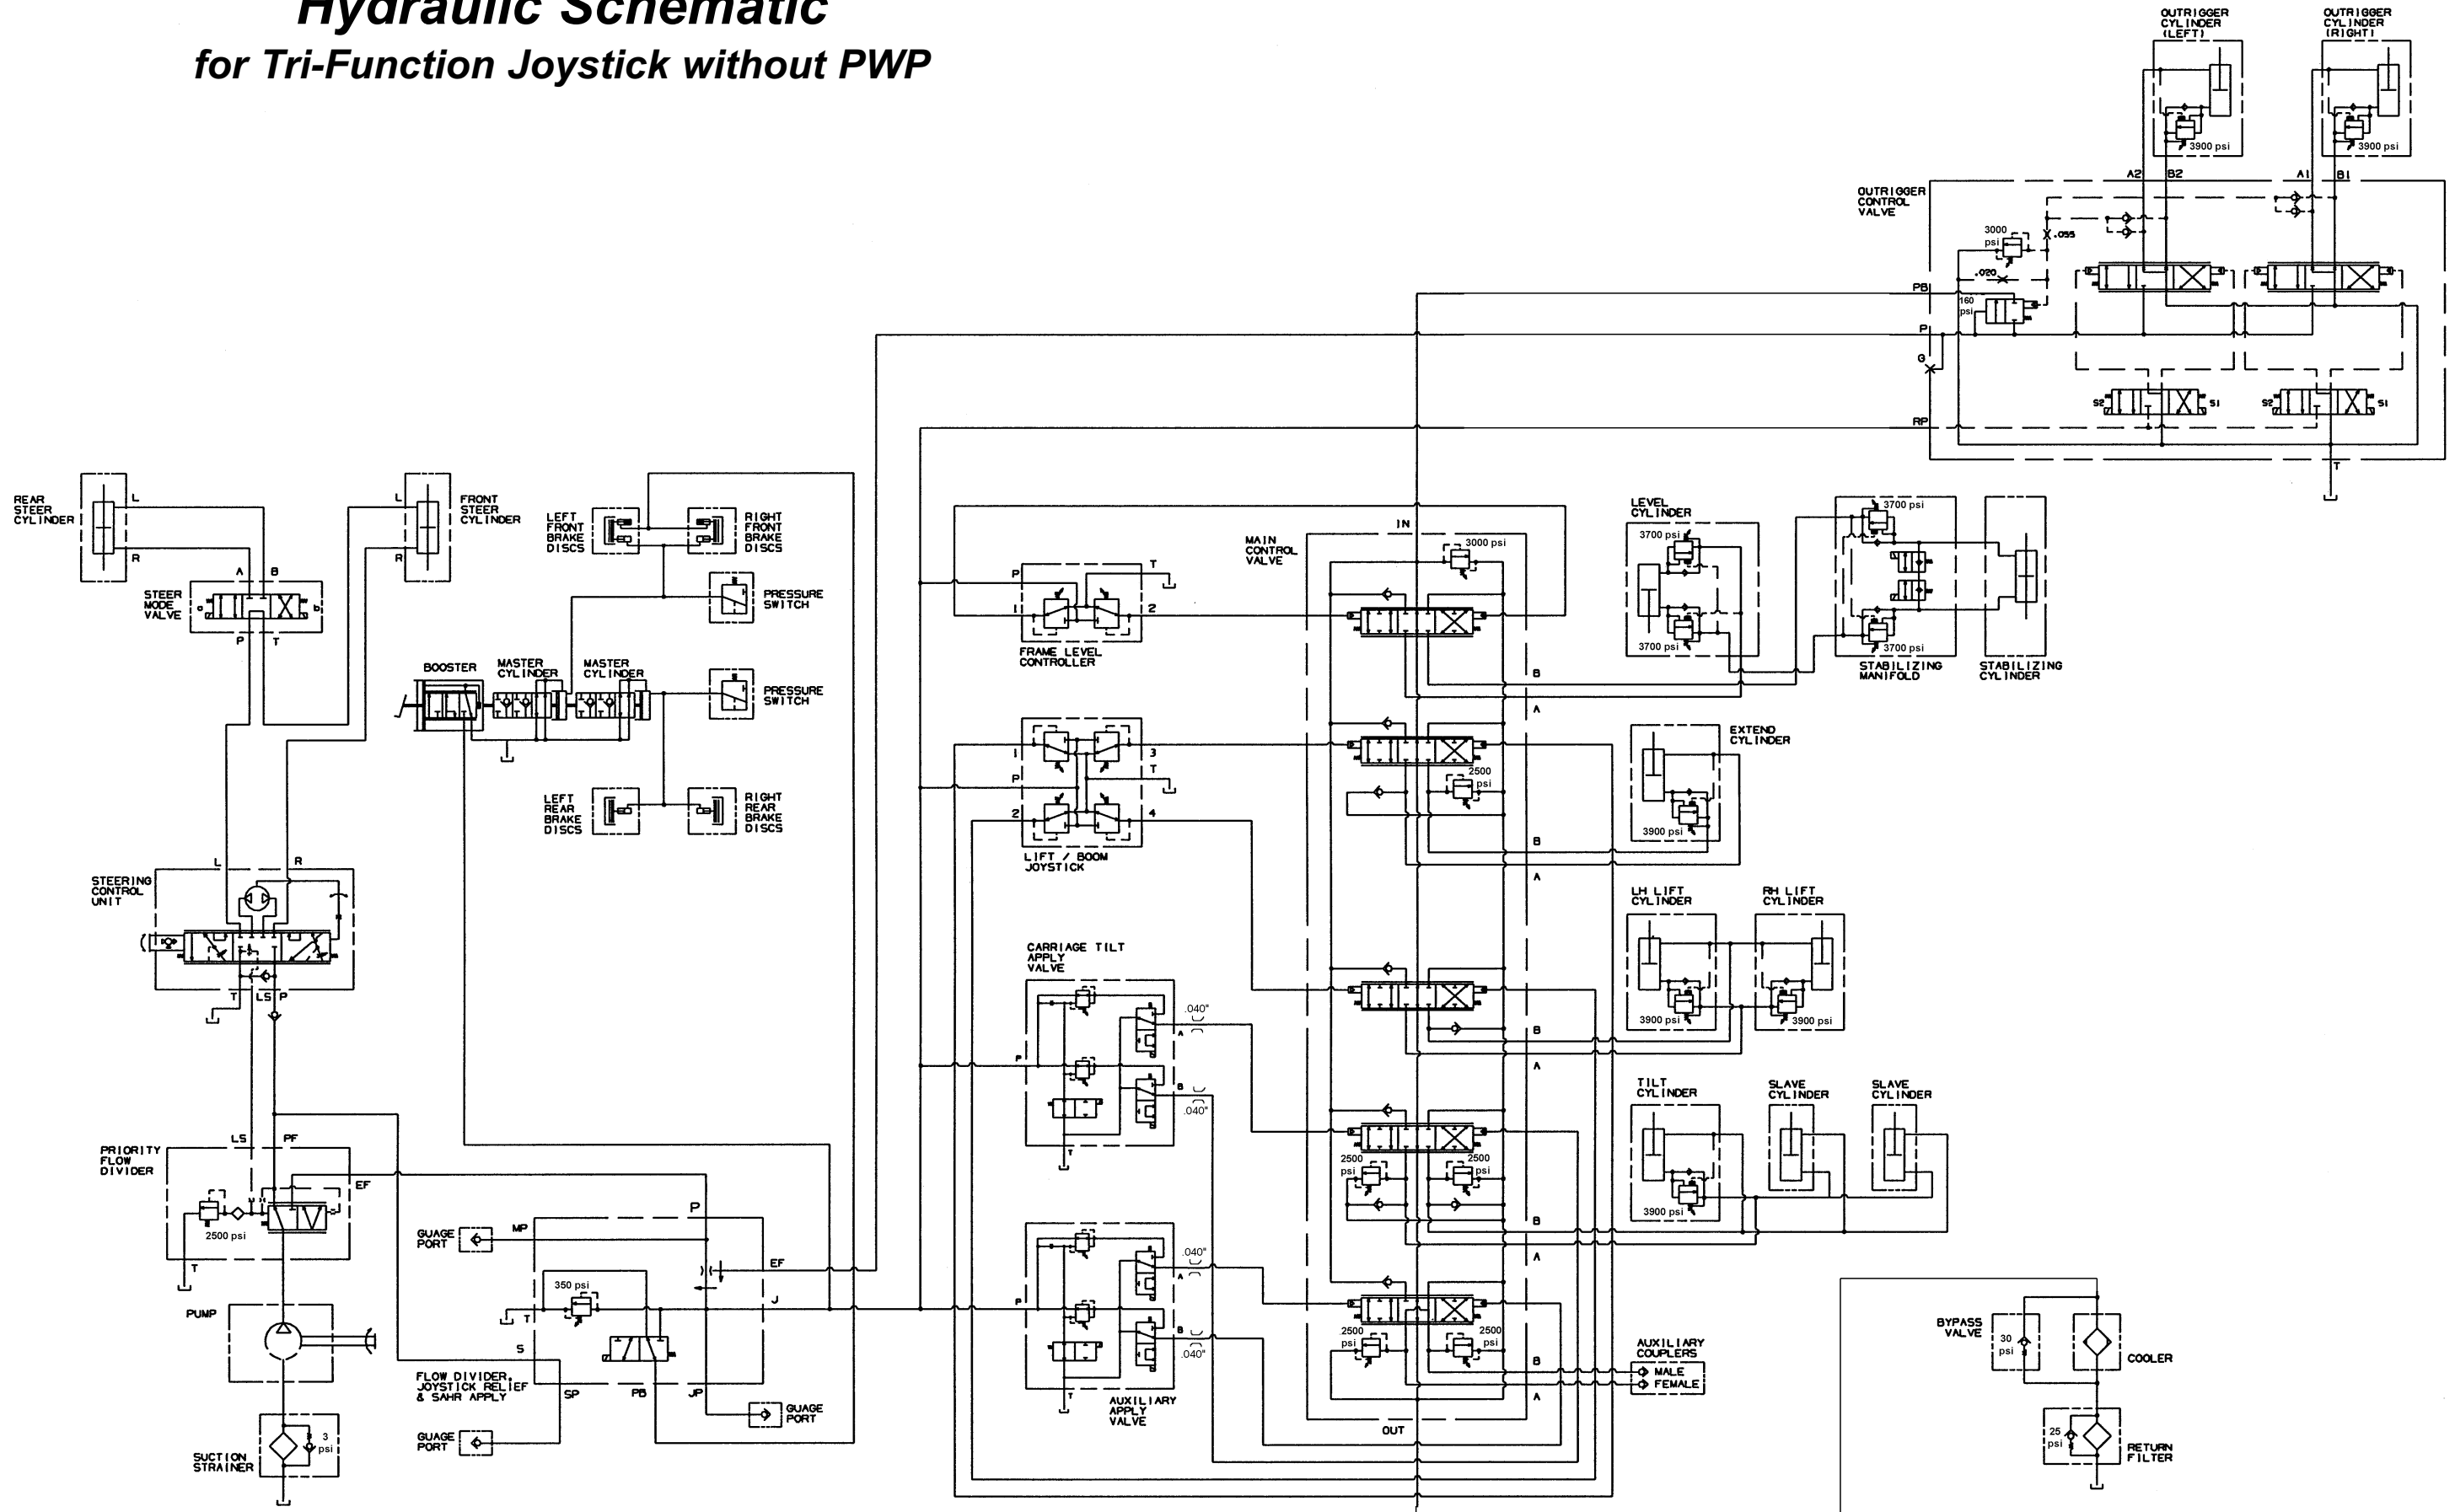 Hydraulic Schematic
for Tri-Function Joystick without PWP
OUTRIGGER
CYLINDER
(LEFT)
3900 psi
OUTRIGGER
CYLINDER
(RIGHT)
3900 psi
OUTRIGGER
CONTROL
VALVE
A2
B2
A1
B1
3000
psi
.055
.020
160
psi
PB
P
G
RP
S2
S1
S2
S1
T
REAR
STEER
CYLINDER
L
R
FRONT
STEER
CYLINDER
L
R
A
B
STEER
MODE
VALVE
a
b
P
T
LEFT
FRONT
BRAKE
DISCS
RIGHT
FRONT
BRAKE
DISCS
PRESSURE
SWITCH
BOOSTER
MASTER
CYLINDER
MASTER
CYLINDER
PRESSURE
SWITCH
LEFT
REAR
BRAKE
DISCS
RIGHT
REAR
BRAKE
DISCS
L
R
STEERING
CONTROL
UNIT
T
LS
P
LS
PF
PRIORITY
FLOW
DIVIDER
EF
2500 psi
T
PUMP
SUCTION
STRAINER
3
psi
GUAGE
PORT
MP
P
EF
350 psi
J
T
S
FLOW DIVIDER,
JOYSTICK RELIEF
& SAHR APPLY
SP
PB
JP
GUAGE
PORT
GUAGE
PORT
P
T
1
2
FRAME LEVEL
CONTROLLER
1
3
P
T
2
4
LIFT / BOOM
JOYSTICK
CARRIAGE TILT
APPLY
VALVE
.040"
A
P
B
.040"
T
.040"
A
P
B
.040"
T
AUXILIARY
APPLY
VALVE
MAIN
CONTROL
VALVE
IN
3000 psi
B
A
2500
psi
B
A
B
A
2500
psi
2500
psi
B
A
2500
psi
2500
psi
B
A
OUT
LEVEL
CYLINDER
3700 psi
3700 psi
3700 psi
3700 psi
STABILIZING
MANIFOLD
STABILIZING
CYLINDER
EXTEND
CYLINDER
3900 psi
LH LIFT
CYLINDER
3900 psi
RH LIFT
CYLINDER
3900 psi
TILT
CYLINDER
3900 psi
SLAVE
CYLINDER
SLAVE
CYLINDER
AUXILIARY
COUPLERS
MALE
FEMALE
BYPASS
VALVE
30
psi
COOLER
25
psi
RETURN
FILTER